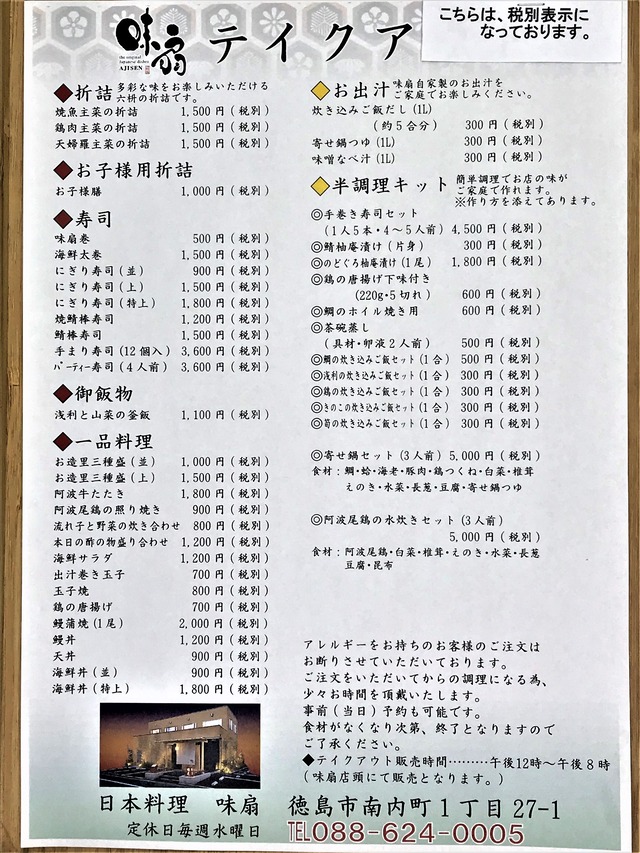 こちらは、税別表示に
なっております。
味扇 テイクア
the original
Japanese dishes
AJISEN
◆折詰 多彩な味をお楽しみいただける
六枡の折詰です。
焼魚主菜の折詰 1,500円(税別)
鶏肉主菜の折詰 1,500円(税別)
天婦羅主菜の折詰 1,500円(税別)
◆お子様用折詰
お子様膳 1,000円(税別)
◆寿司
味扇巻 500円(税別)
海鮮太巻 1,500円(税別)
にぎり寿司(並) 900円(税別)
にぎり寿司(上) 1,500円(税別)
にぎり寿司(特上) 1,800円(税別)
焼鯖棒寿司 1,200円(税別)
鯖棒寿司 1,500円(税別)
手まり寿司(12個入) 3,600円(税別)
パーティー寿司(4人前) 3,600円(税別)
◆御飯物
浅利と山菜の釜飯 1,100円(税別)
◆一品料理
お造里三種盛(並) 1,000円(税別)
お造里三種盛(上) 1,500円(税別)
阿波牛たたき 1,800円(税別)
阿波尾鶏の照り焼き 900円(税別)
流れ子と野菜の炊き合わせ 800円(税別)
本日の酢の物盛り合わせ 1,200円(税別)
海鮮サラダ 1,200円(税別)
出汁巻き玉子 700円(税別)
玉子焼 800円(税別)
鶏の唐揚げ 700円(税別)
鰻蒲焼(1尾) 2,000円(税別)
鰻丼 1,200円(税別)
天丼 900円(税別)
海鮮丼(並) 900円(税別)
海鮮丼(特上) 1,800円(税別)
◆お出汁 味扇自家製のお出汁を
ご家庭でお楽しみください。
炊き込みご飯だし(1L)
(約5合分) 300円(税別)
寄せ鍋つゆ(1L) 300円(税別)
味噌なべ汁(1L) 300円(税別)
◆半調理キット 簡単調理でお店の味が
ご家庭で作れます。
※作り方を添えてあります。
◎手巻き寿司セット
(1人5本・4~5人前) 4,500円(税別)
◎鯖柚庵漬け(片身) 300円(税別)
◎のどぐろ柚庵漬け(1尾) 1,800円(税別)
◎鶏の唐揚げ下味付き
(220g・5切れ) 600円(税別)
◎鯛のホイル焼き用 600円(税別)
◎茶碗蒸し
(具材・卵液2人前) 500円(税別)
◎鯛の炊き込みご飯セット(1合) 500円(税別)
◎浅利の炊き込みご飯セット(1合) 300円(税別)
◎鶏の炊き込みご飯セット(1合) 300円(税別)
◎きのこの炊き込みご飯セット(1合) 300円(税別)
◎筍の炊き込みご飯セット(1合) 300円(税別)
◎寄せ鍋セット(3人前) 5,000円(税別)
食材：鯛・蛤・海老・豚肉・鶏つくね・白菜・椎茸
えのき・水菜・長葱・豆腐・寄せ鍋つゆ
◎阿波尾鶏の水炊きセット(3人前)
5,000円(税別)
食材：阿波尾鶏・白菜・椎茸・えのき・水菜・長葱
豆腐・昆布
アレルギーをお持ちのお客様のご注文は
お断りさせていただいております。
ご注文をいただいてからの調理になる為、
少々お時間を頂戴いたします。
事前(当日)予約も可能です。
食材がなくなり次第、終了となりますので
ご了承ください。
◆テイクアウト販売時間………午後12時~午後8時
(味扇店頭にて販売となります。)
日本料理 味扇 徳島市南内町1丁目27-1
定休日毎週水曜日 ℡088-624-0005